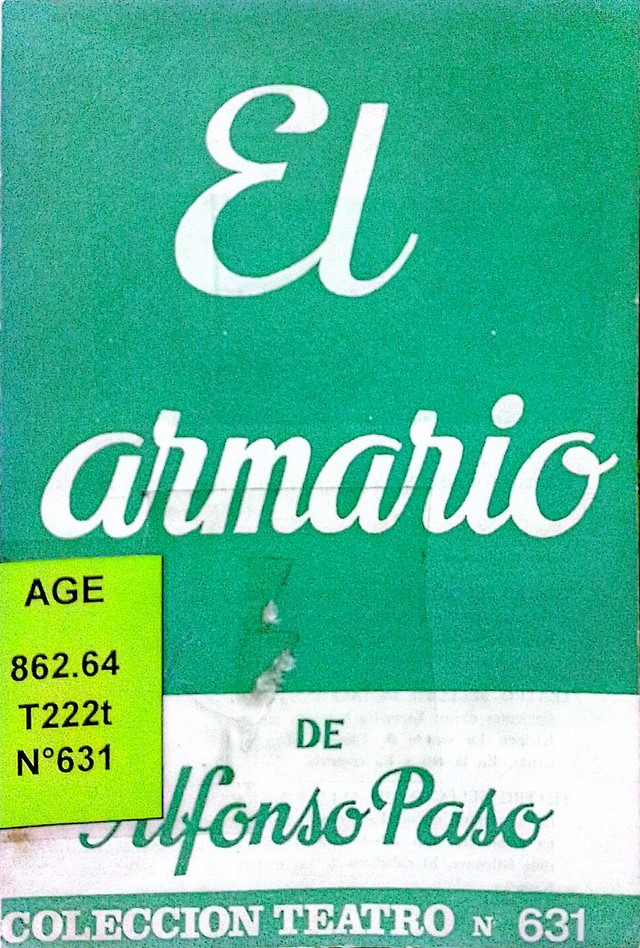 El
armario
AGE
862.64
T222t
N°631
DE
Alfonso Paso
COLECCION TEATRO N 631